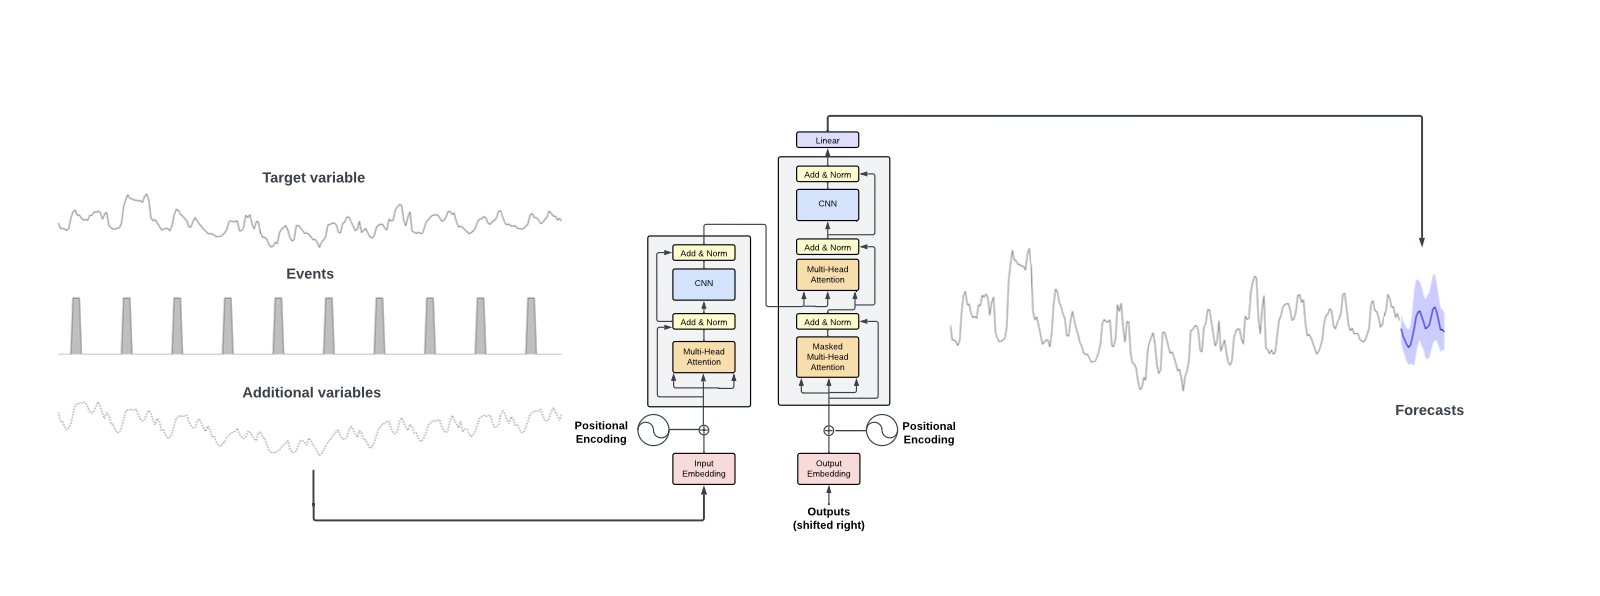 Target variable
Events
Additional variables
Add & Norm
CNN
Add & Norm
Multi-Head
Attention
Positional
Encoding
Input
Embedding
Linear
Add & Norm
CNN
Add & Norm
Multi-Head
Attention
Add & Norm
Masked
Multi-Head
Attention
Positional
Encoding
Output
Embedding
Outputs
(shifted right)
Forecasts